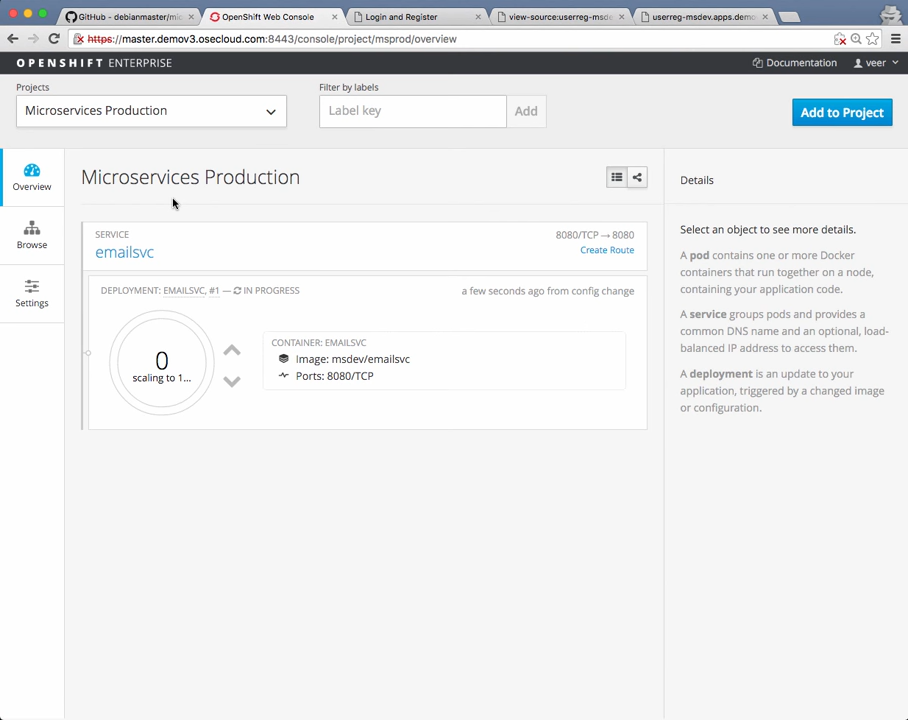 GitHub - debianmaster/mic
OpenShift Web Console
Login and Register
view-source:userreg-msde
userreg-msdev.apps.demo
https://master.demov3.osecloud.com:8443/console/project/msprod/overview
OPENSHIFT ENTERPRISE
Documentation
veer
Projects
Filter by labels
Microservices Production
Label key
Add
Add to Project
Overview
Browse
Settings
Microservices Production
SERVICE
emailsvc
8080/TCP → 8080
Create Route
DEPLOYMENT: EMAILSVC, #1 — IN PROGRESS
a few seconds ago from config change
0
scaling to 1...
CONTAINER: EMAILSVC
Image: msdev/emailsvc
Ports: 8080/TCP
Details
Select an object to see more details.
A pod contains one or more Docker
containers that run together on a node,
containing your application code.
A service groups pods and provides a
common DNS name and an optional, load-
balanced IP address to access them.
A deployment is an update to your
application, triggered by a changed image
or configuration.